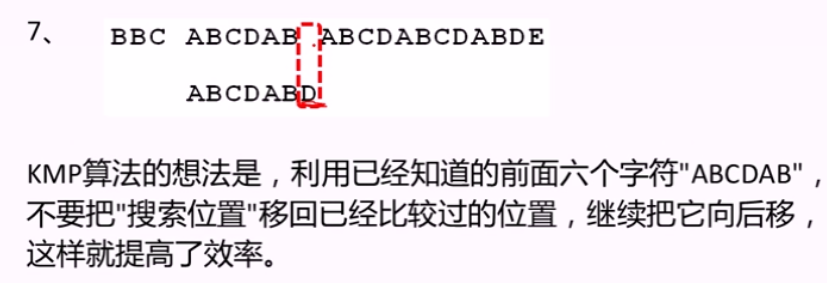 7、 BBC ABCDAB ABCDABCDABDE
ABCDABD
KMP算法的想法是，利用已经知道的前面六个字符"ABCDAB"，
不要把"搜索位置"移回已经比较过的位置，继续把它向后移，
这样就提高了效率。